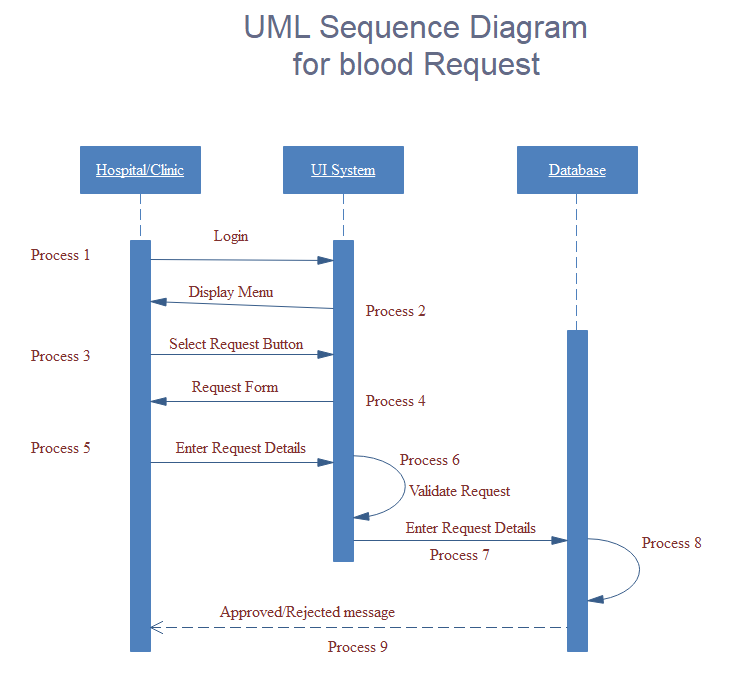 UML Sequence Diagram
for blood Request
Hospital/Clinic
UI System
Database
Login
Process 1
Display Menu
Process 2
Select Request Button
Process 3
Request Form
Process 4
Enter Request Details
Process 5
Process 6
Validate Request
Enter Request Details
Process 7
Process 8
Approved/Rejected message
Process 9